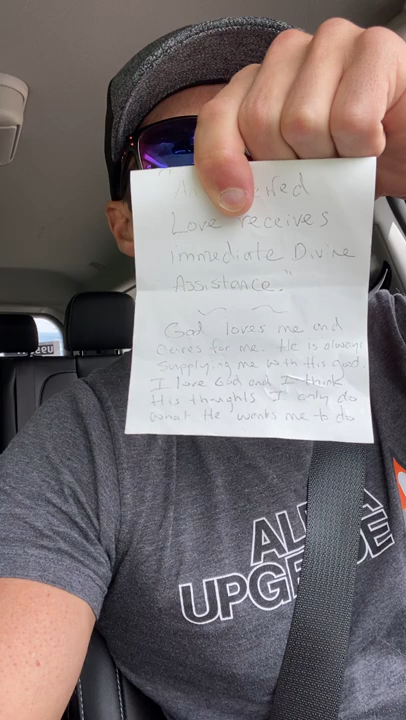 Love receives
immediate Divine
Assistance."
God loves me and
cares for me. He is always
supplying me with His good.
I love God and I think
His thoughts I only do
what He wants me to do
UPGRADE